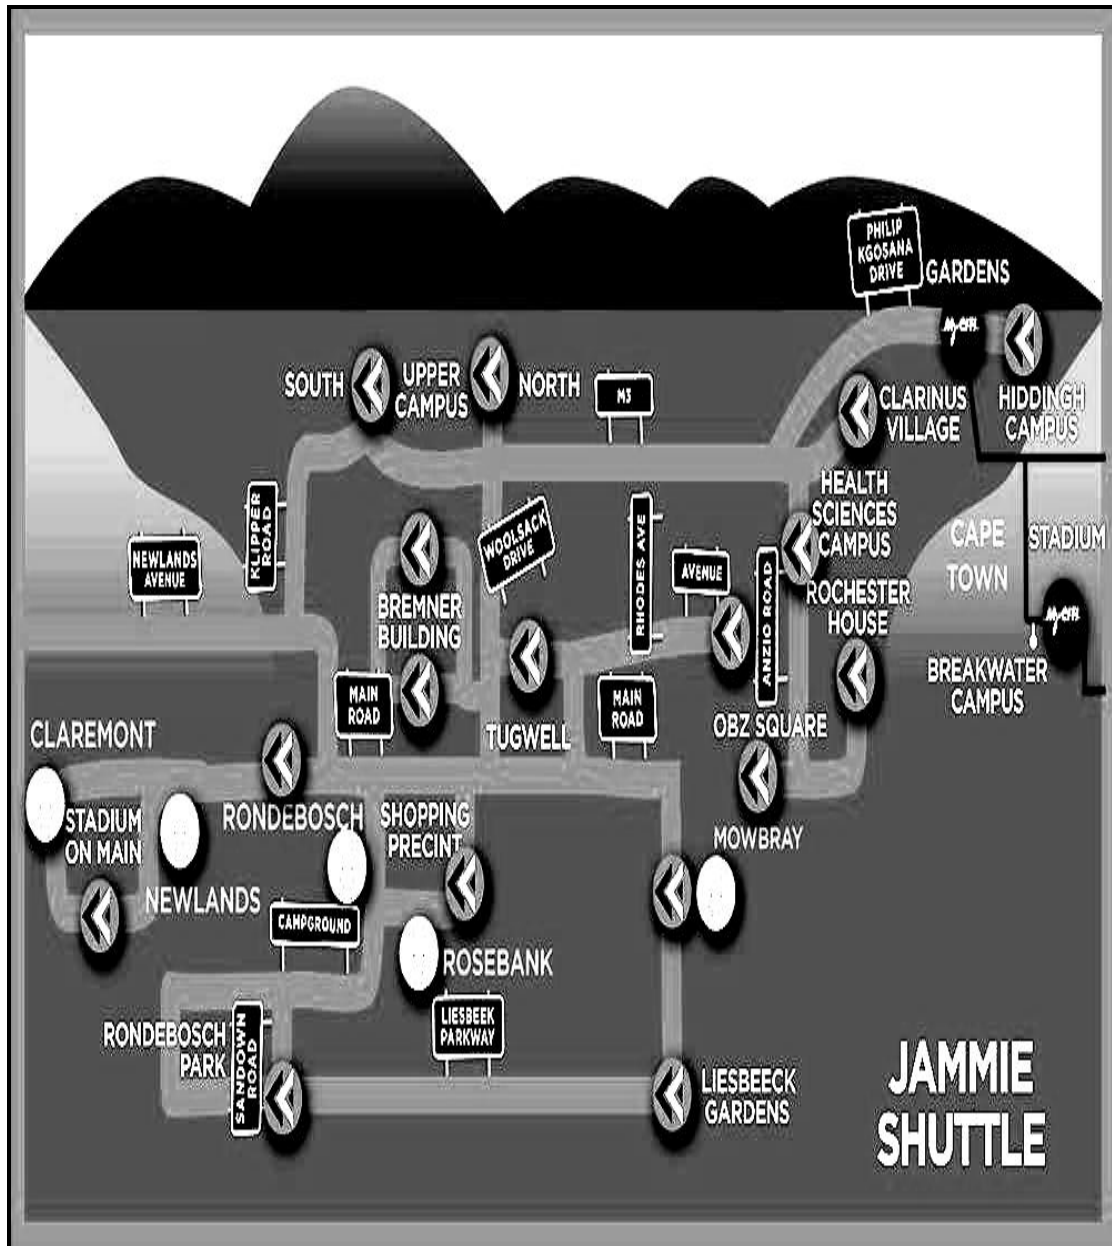 PHILIP
KGOSANA
DRIVE
GARDENS
SOUTH
UPPER
CAMPUS
NORTH
M3
CLARINUS
VILLAGE
HIDDINGH
CAMPUS
KLIPPER
ROAD
WOOLSACK
DRIVE
RHODES AVE
HEALTH
SCIENCES
CAMPUS
CAPE
TOWN
STADIUM
NEWLANDS
AVENUE
AVENUE
ANZIO ROAD
ROCHESTER
HOUSE
BREMNER
BUILDING
BREAKWATER
CAMPUS
MAIN
ROAD
MAIN
ROAD
TUGWELL
OBZ SQUARE
CLAREMONT
STADIUM
ON MAIN
RONDEBOSCH
SHOPPING
PRECINT
MOWBRAY
NEWLANDS
CAMPGROUND
ROSEBANK
RONDEBOSCH
PARK
SANDOWN
ROAD
LIESBEEK
PARKWAY
LIESBEECK
GARDENS
JAMMIE
SHUTTLE